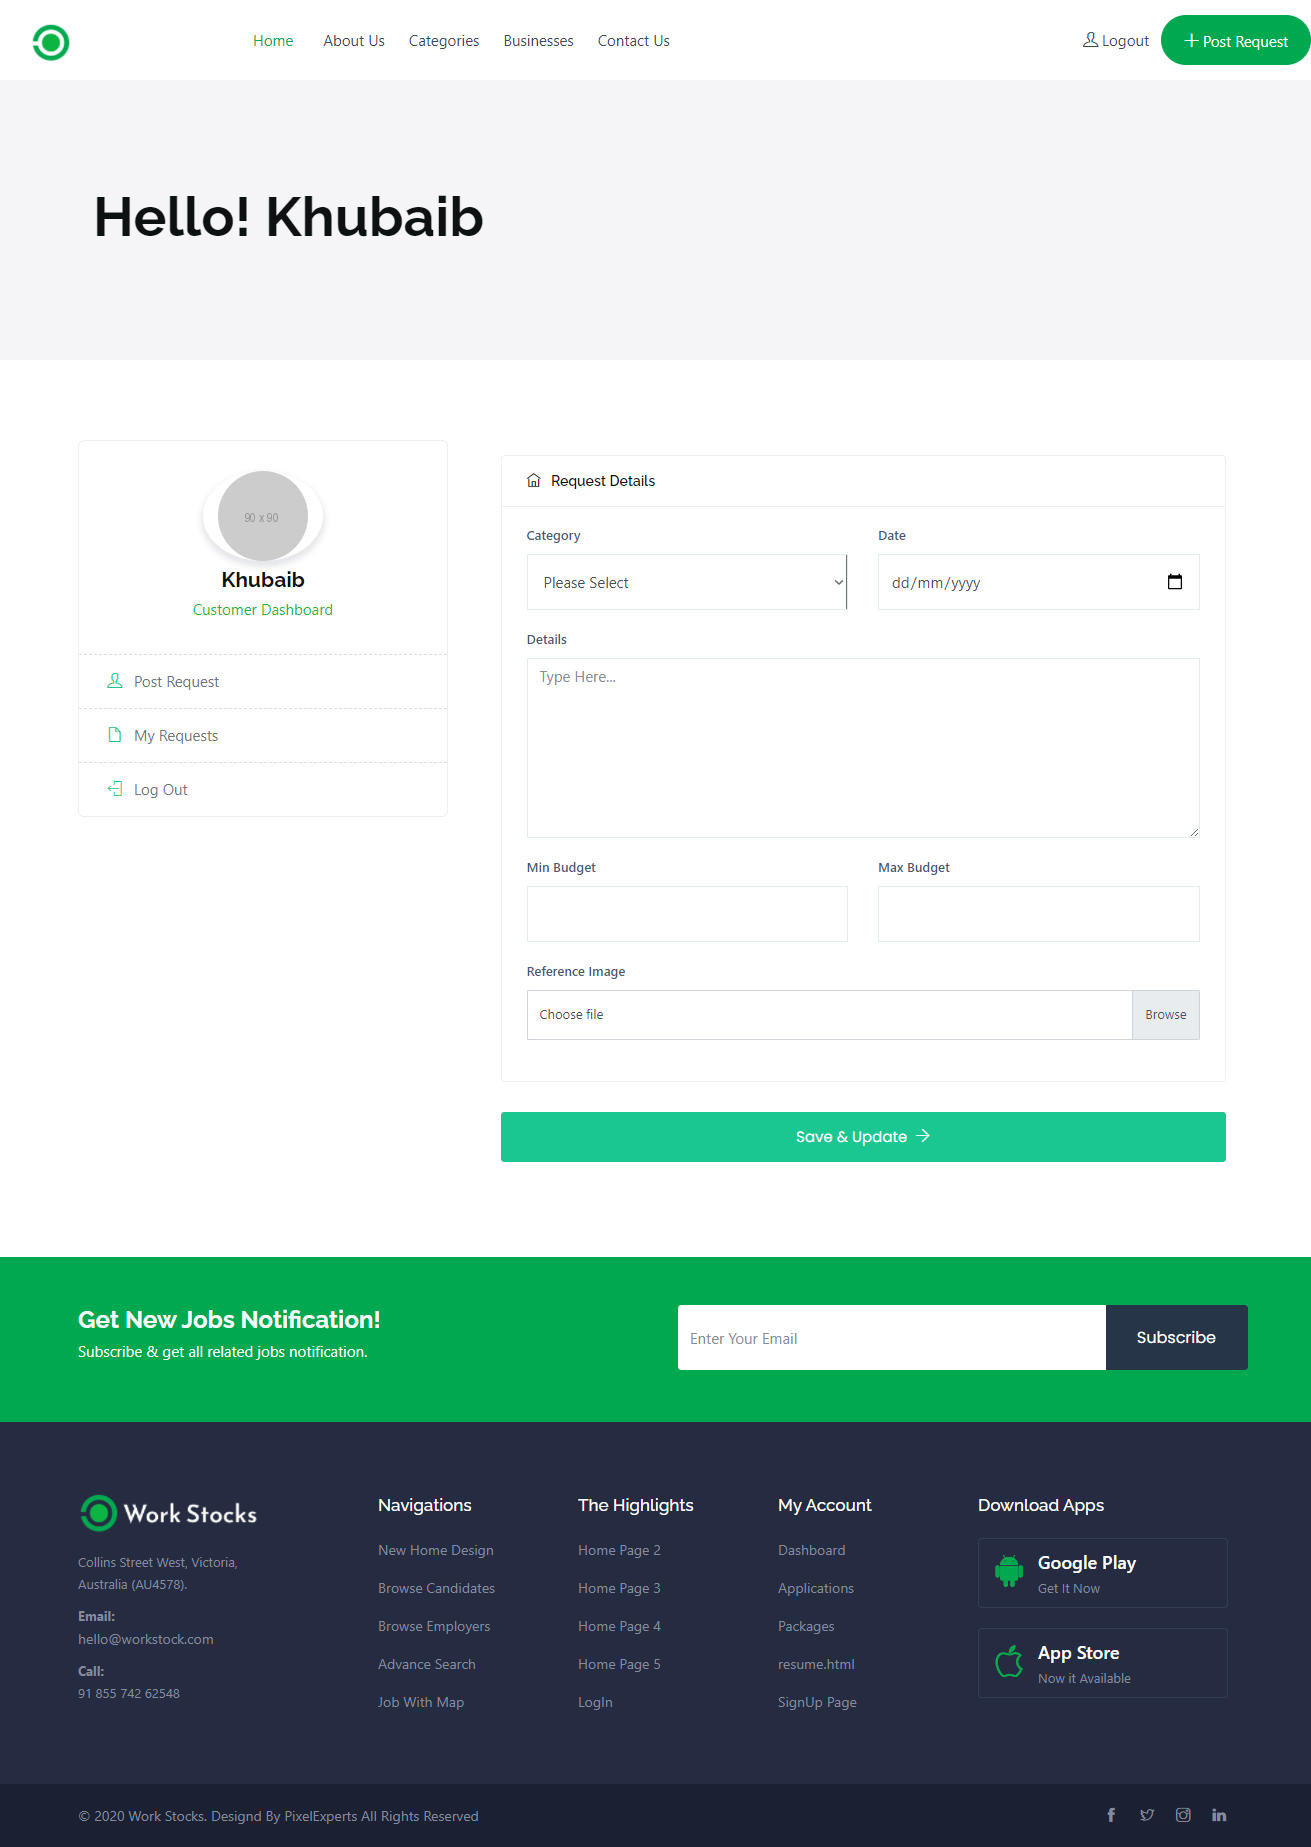 Home About Us Categories Businesses Contact Us Logout Post Request
Hello! Khubaib
90 x 90
Khubaib
Customer Dashboard
Post Request
My Requests
Log Out
Request Details
Category Date
Please Select dd/mm/yyyy
Details
Type Here...
Min Budget Max Budget
Reference Image
Choose file Browse
Save & Update
Get New Jobs Notification!
Subscribe & get all related jobs notification.
Enter Your Email Subscribe
Work Stocks
Collins Street West, Victoria,
Australia (AU4578).
Email:
hello@workstock.com
Call:
91 855 742 62548
Navigations
New Home Design
Browse Candidates
Browse Employers
Advance Search
Job With Map
The Highlights
Home Page 2
Home Page 3
Home Page 4
Home Page 5
LogIn
My Account
Dashboard
Applications
Packages
resume.html
SignUp Page
Download Apps
Google Play
Get It Now
App Store
Now it Available
© 2020 Work Stocks. Designd By PixelExperts All Rights Reserved